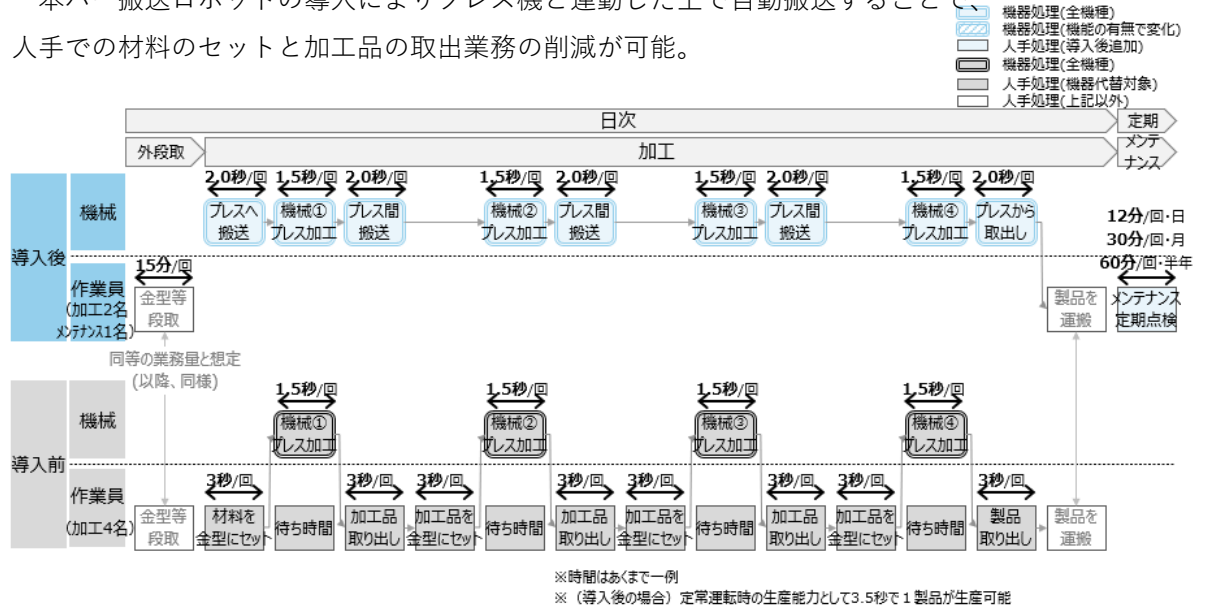 人手での材料のセットと加工品の取出業務の削減が可能。
機器処理(全機種)
機器処理(機能の有無で変化)
人手処理(導入後追加)
機器処理(全機種)
人手処理(機器代替対象)
人手処理(上記以外)
日次
定期
外段取
加工
メンテ
ナンス
2.0秒/回 1.5秒/回 2.0秒/回 1.5秒/回 2.0秒/回 1.5秒/回 2.0秒/回 1.5秒/回 2.0秒/回
導入後
機械
プレスへ
搬送
機械①
プレス加工
プレス間
搬送
機械②
プレス加工
プレス間
搬送
機械③
プレス加工
プレス間
搬送
機械④
プレス加工
プレスから
取出し
12分/回・日
30分/回・月
60分/回・半年
15分/回
作業員
(加工2名
メンテナンス1名)
金型等
段取
製品を
運搬
メンテナンス
定期点検
同等の業務量と想定
(以降、同様)
導入前
機械
1.5秒/回 1.5秒/回 1.5秒/回 1.5秒/回
機械①
プレス加工
機械②
プレス加工
機械③
プレス加工
機械④
プレス加工
作業員
(加工4名)
3秒/回 3秒/回 3秒/回 3秒/回 3秒/回 3秒/回 3秒/回 3秒/回
金型等
段取
材料を
金型にセット
待ち時間
加工品
取り出し
加工品を
金型にセット
待ち時間
加工品
取り出し
加工品を
金型にセット
待ち時間
加工品
取り出し
加工品を
金型にセット
待ち時間
製品
取り出し
製品を
運搬
※時間はあくまで一例
※（導入後の場合）定常運転時の生産能力として3.5秒で１製品が生産可能